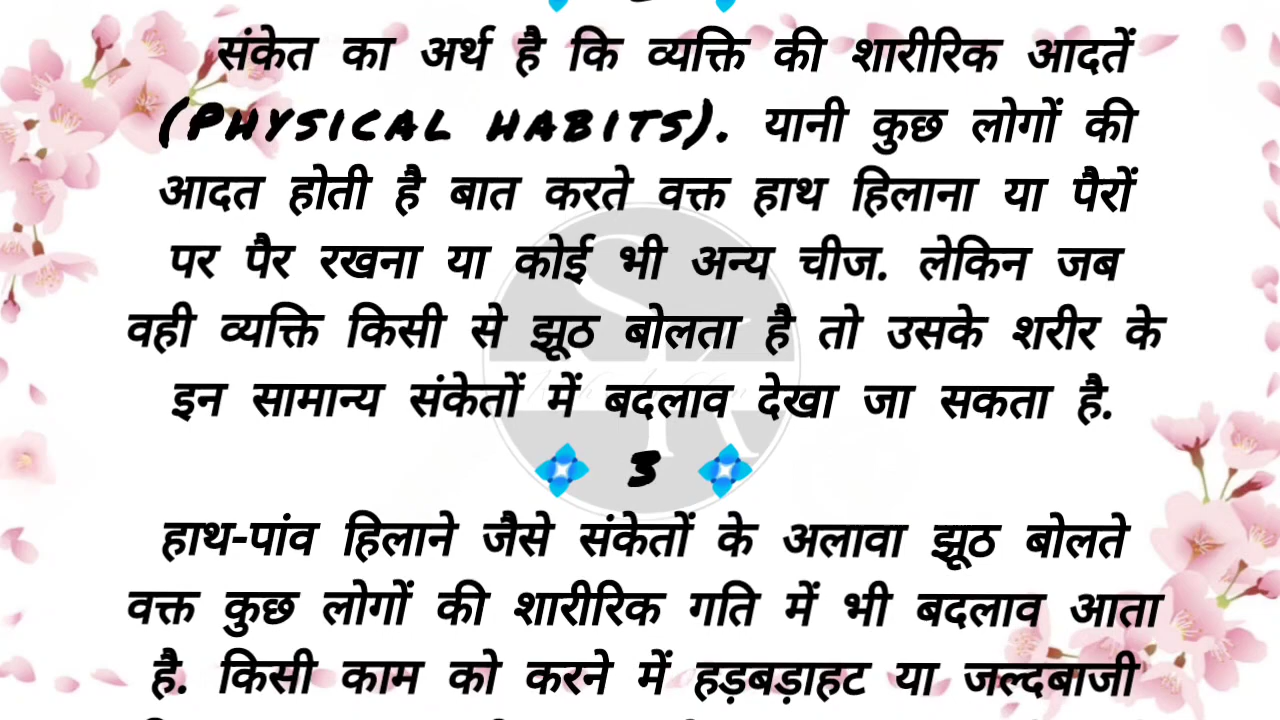 संकेत का अर्थ है कि व्यक्ति की शारीरिक आदतें
(PHYSICAL HABITS). यानी कुछ लोगों की
आदत होती है बात करते वक्त हाथ हिलाना या पैरों
पर पैर रखना या कोई भी अन्य चीज. लेकिन जब
वही व्यक्ति किसी से झूठ बोलता है तो उसके शरीर के
इन सामान्य संकेतों में बदलाव देखा जा सकता है.
💠 3 💠
हाथ-पांव हिलाने जैसे संकेतों के अलावा झूठ बोलते
वक्त कुछ लोगों की शारीरिक गति में भी बदलाव आता
है. किसी काम को करने में हड़बड़ाहट या जल्दबाजी